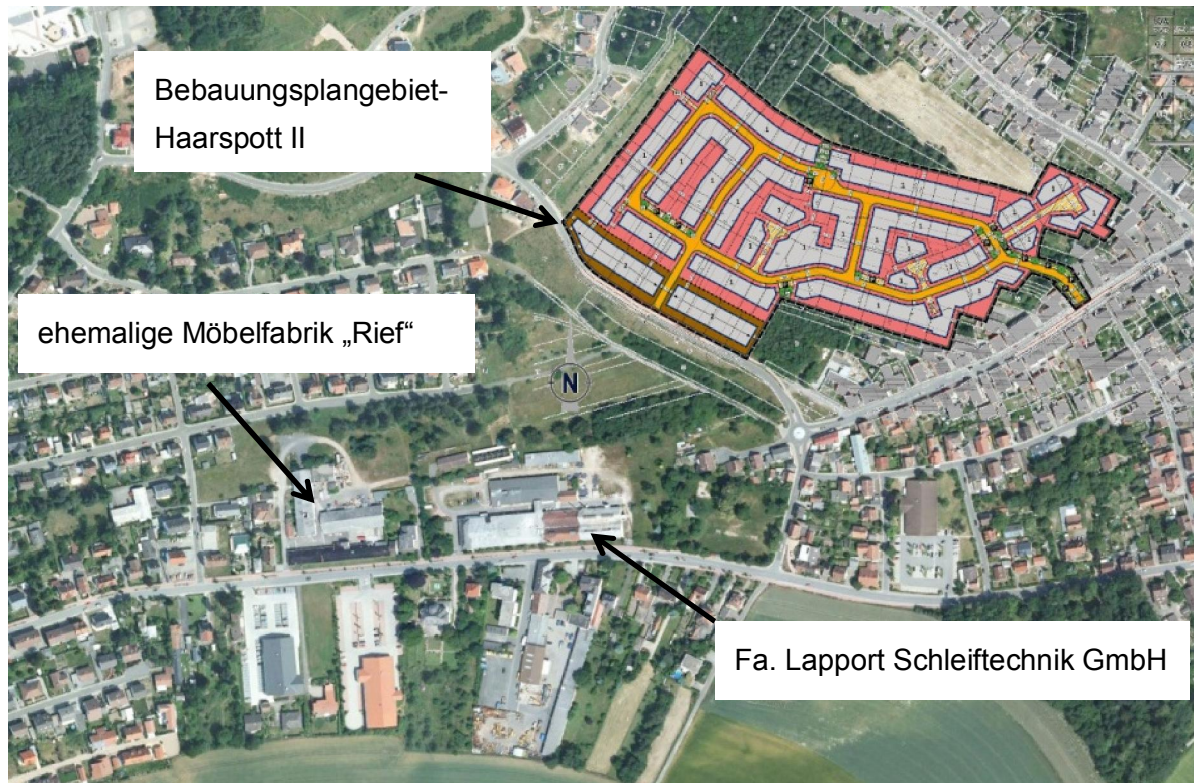 Bebauungsplangebiet-
Haarspott II
ehemalige Möbelfabrik „Rief“
N
Fa. Lapport Schleiftechnik GmbH